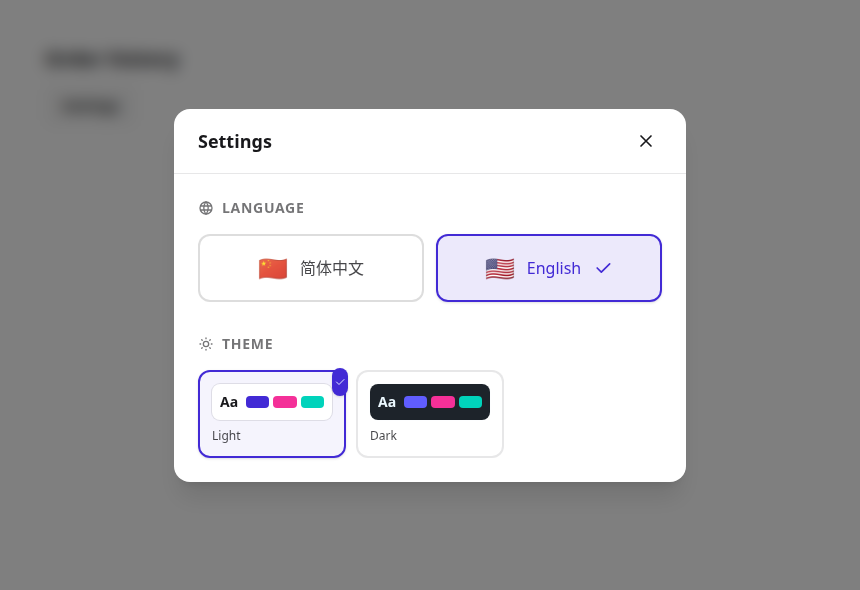 Settings
LANGUAGE
简体中文
English
THEME
Aa
Light
Aa
Dark